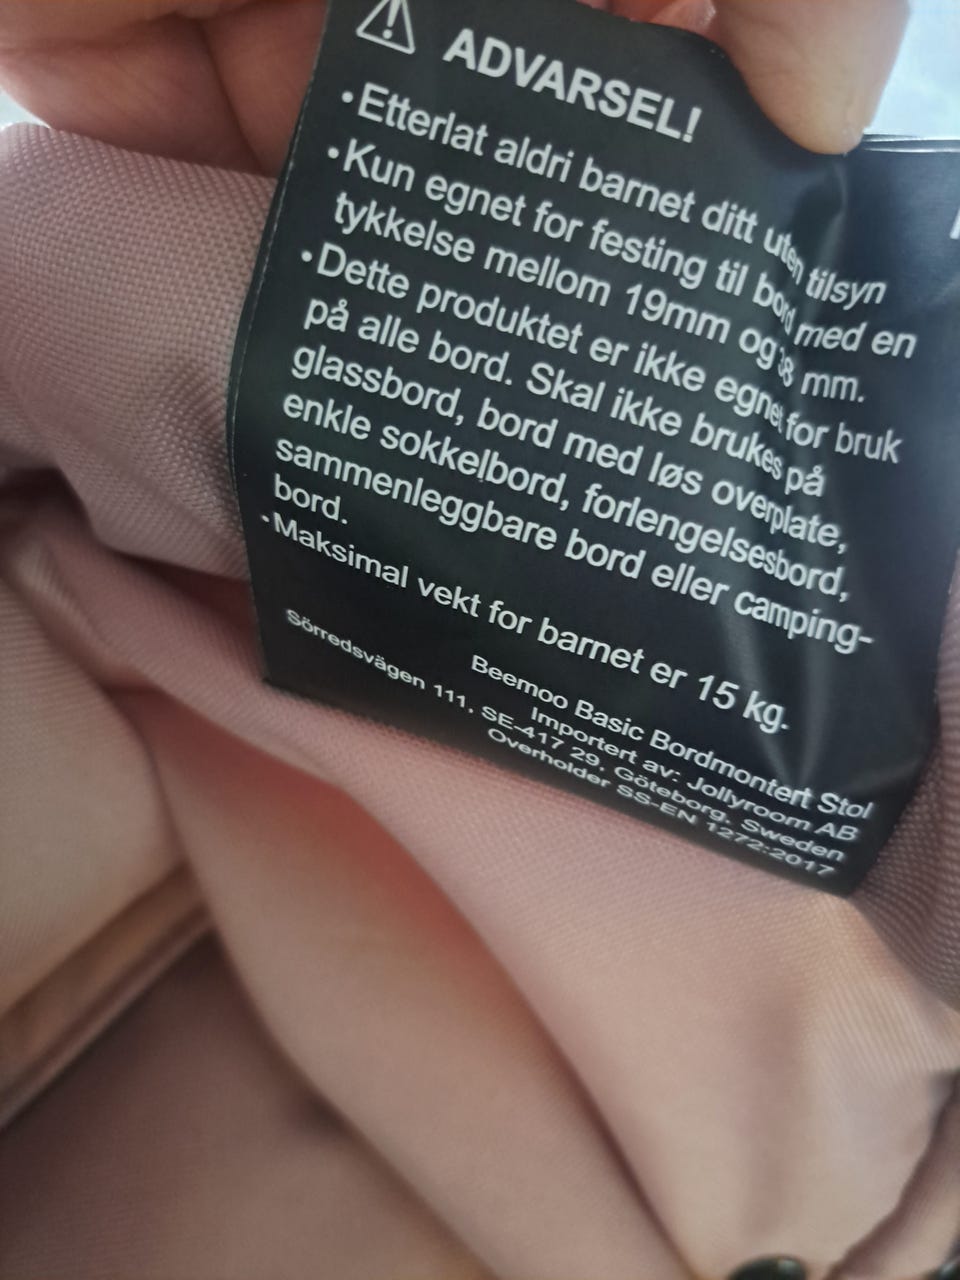 ADVARSEL!
•Etterlat aldri barnet ditt uten tilsyn
•Kun egnet for festing til bord med en
tykkelse mellom 19mm og 38 mm.
•Dette produktet er ikke egnet for bruk
på alle bord. Skal ikke brukes på
glassbord, bord med løs overplate,
enkle sokkelbord, forlengelsesbord,
sammenleggbare bord eller camping-
bord.
•Maksimal vekt for barnet er 15 kg.
Beemoo Basic Bordmontert Stol
Importert av: Jollyroom AB
Sörredsvägen 111, SE-417 29, Göteborg, Sweden
Overholder SS-EN 1272:2017